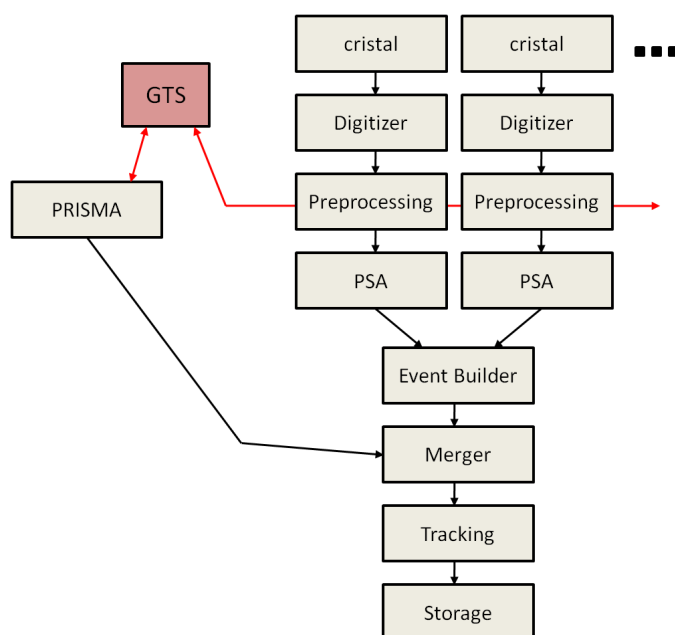 cristal
cristal
GTS
Digitizer
Digitizer
PRISMA
Preprocessing
Preprocessing
PSA
PSA
Event Builder
Merger
Tracking
Storage